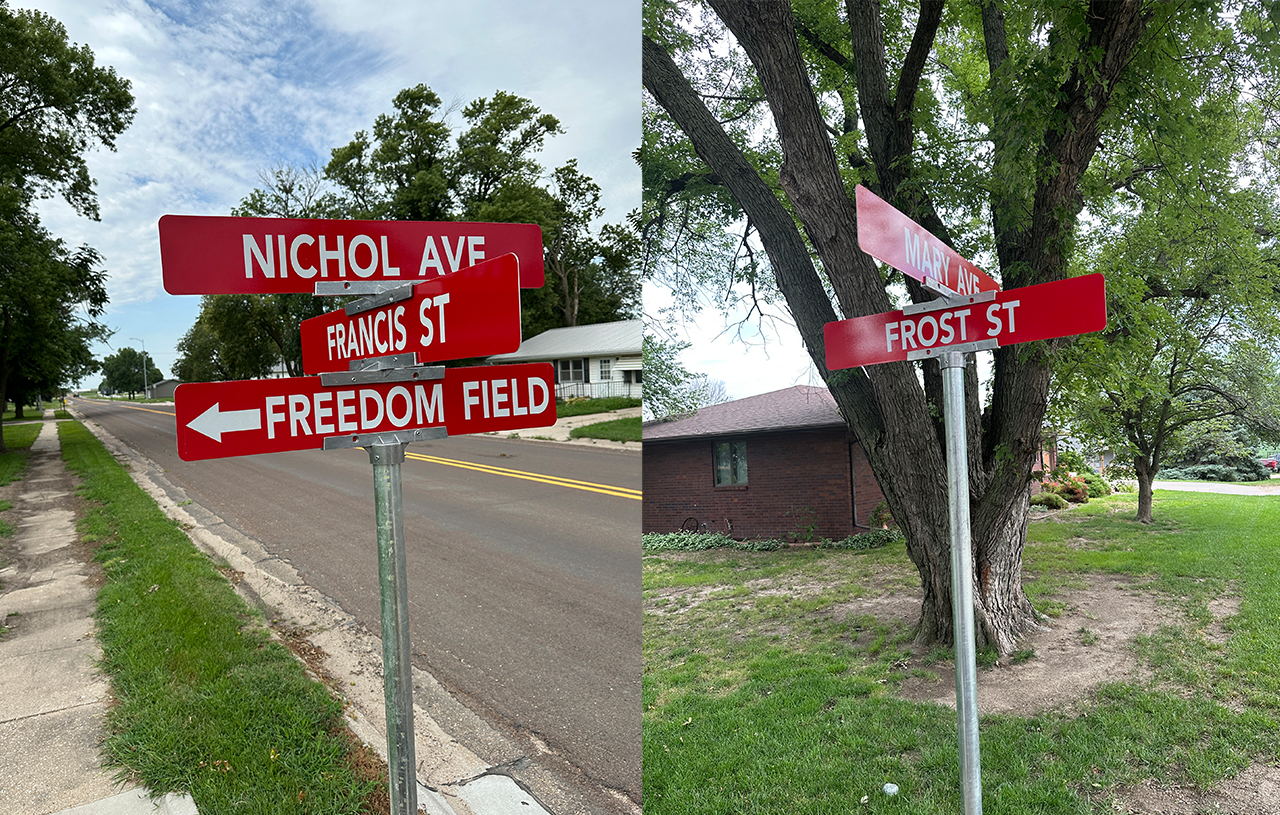 NICHOL AVE
FRANCIS ST
FREEDOM FIELD
MARY AVE
FROST ST